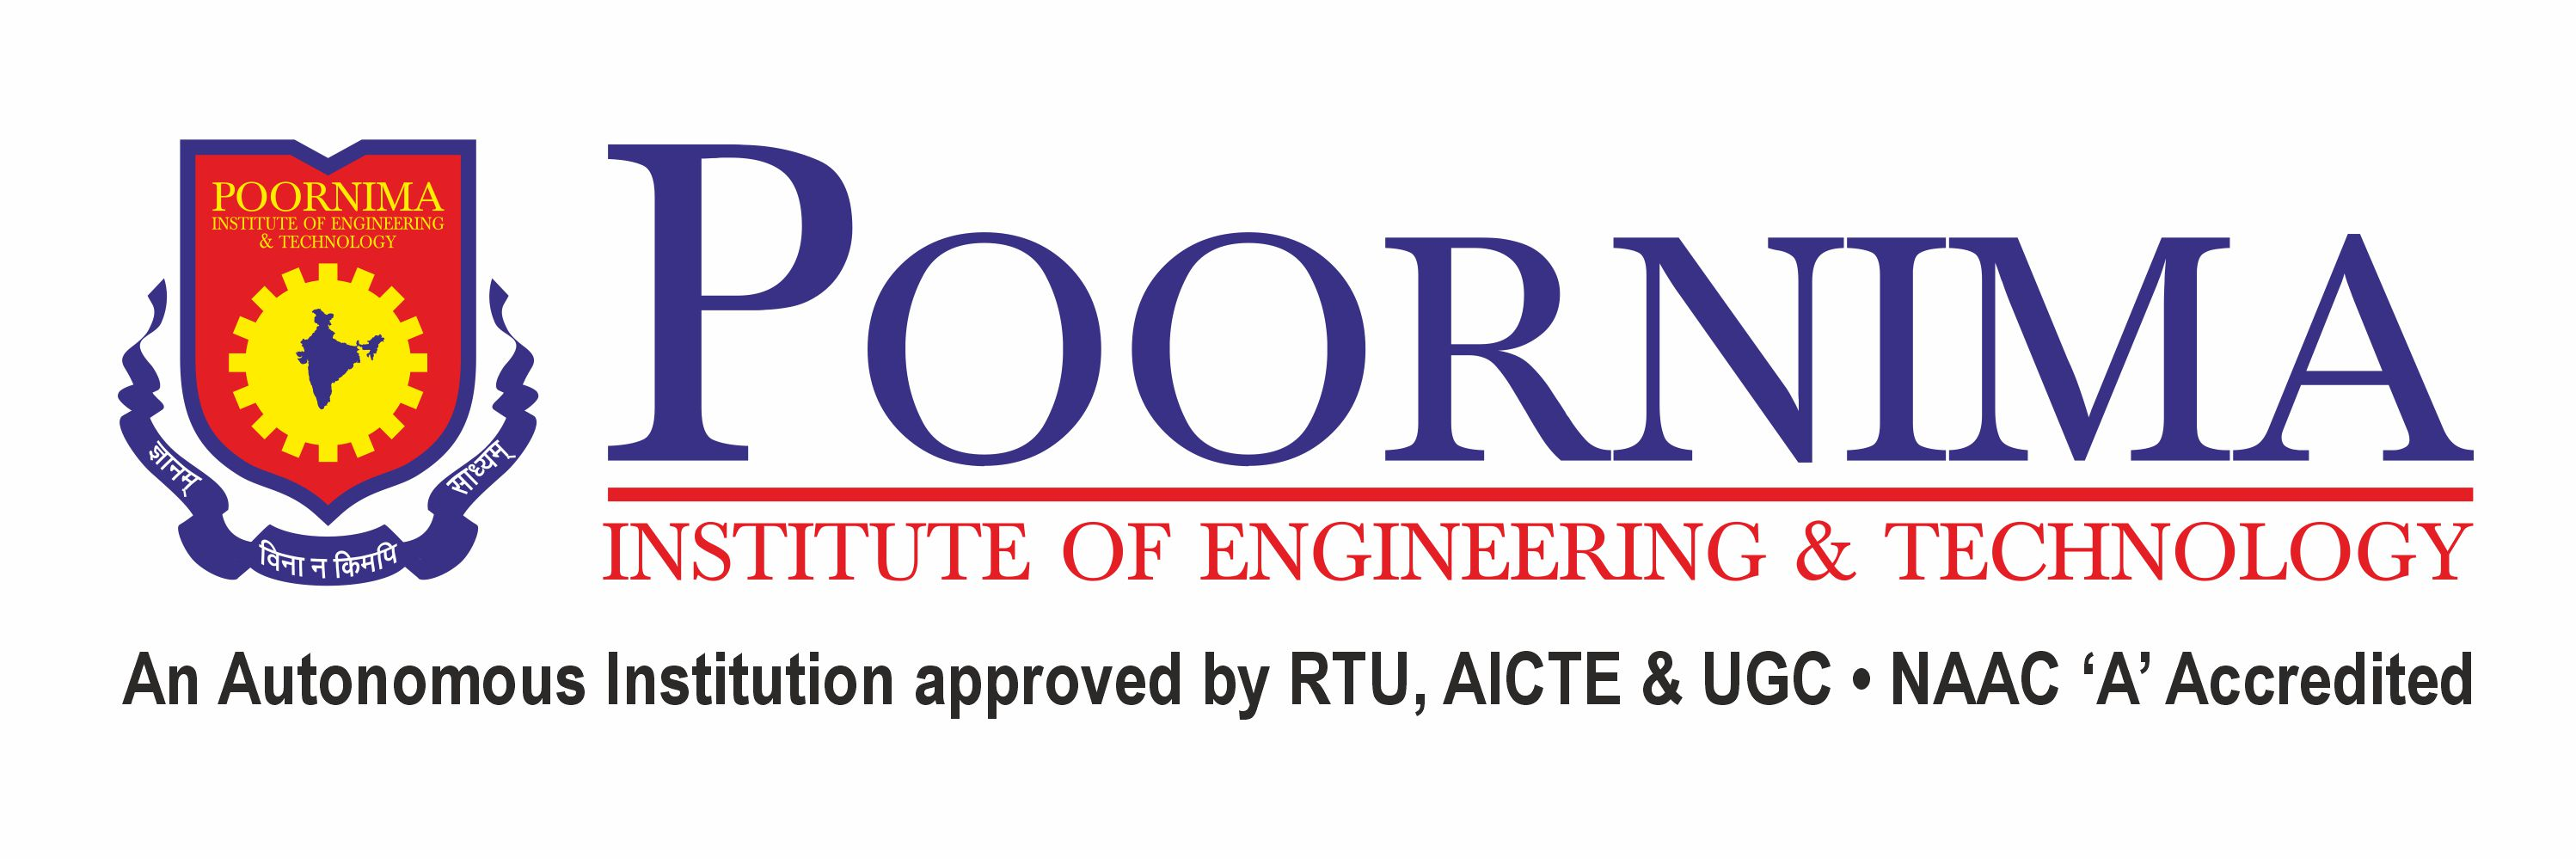 POORNIMA
INSTITUTE OF ENGINEERING
& TECHNOLOGY
ज्ञानम्
विना न किमपि
साध्यम्
POORNIMA
INSTITUTE OF ENGINEERING & TECHNOLOGY
An Autonomous Institution approved by RTU, AICTE & UGC • NAAC ‘A’ Accredited